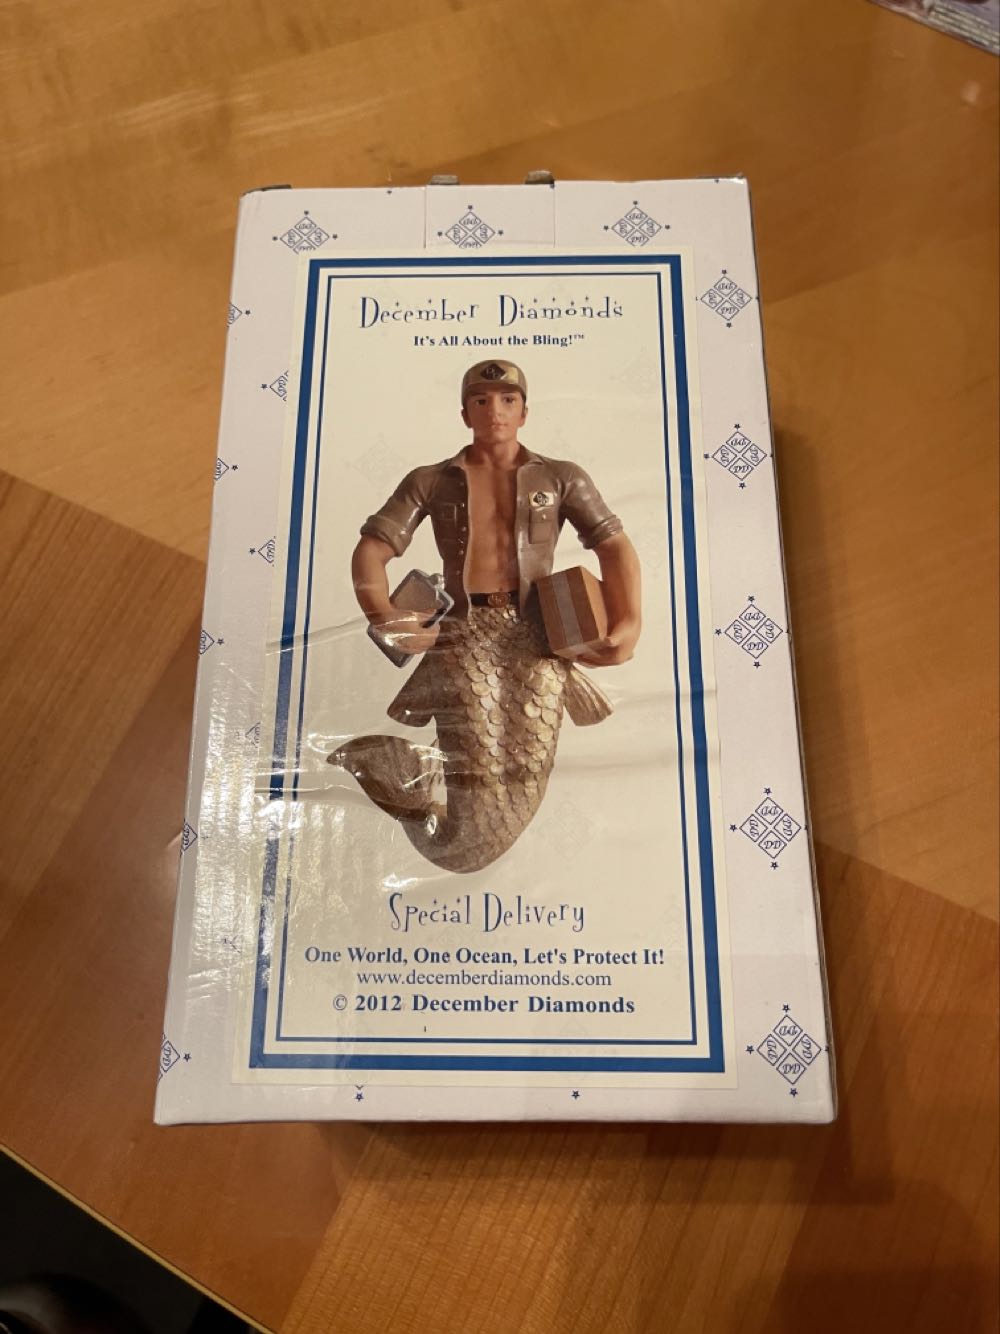 December Diamonds
It's All About the Bling!™
Special Delivery
One World, One Ocean, Let's Protect It!
www.decemberdiamonds.com
© 2012 December Diamonds